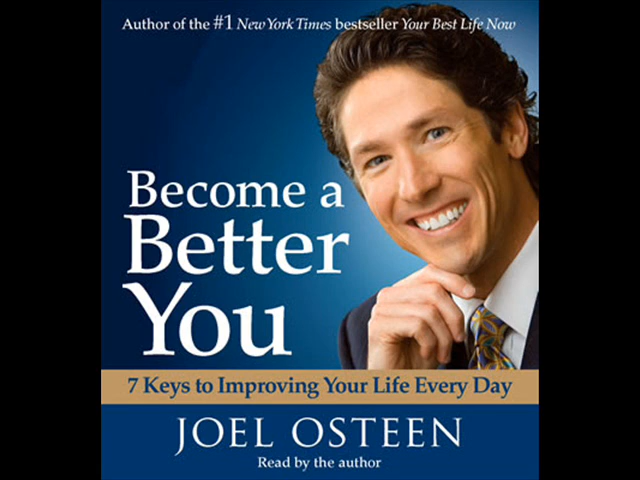 Author of the #1 New York Times bestseller Your Best Life Now
Become a
Better
You
7 Keys to Improving Your Life Every Day
JOEL OSTEEN
Read by the author